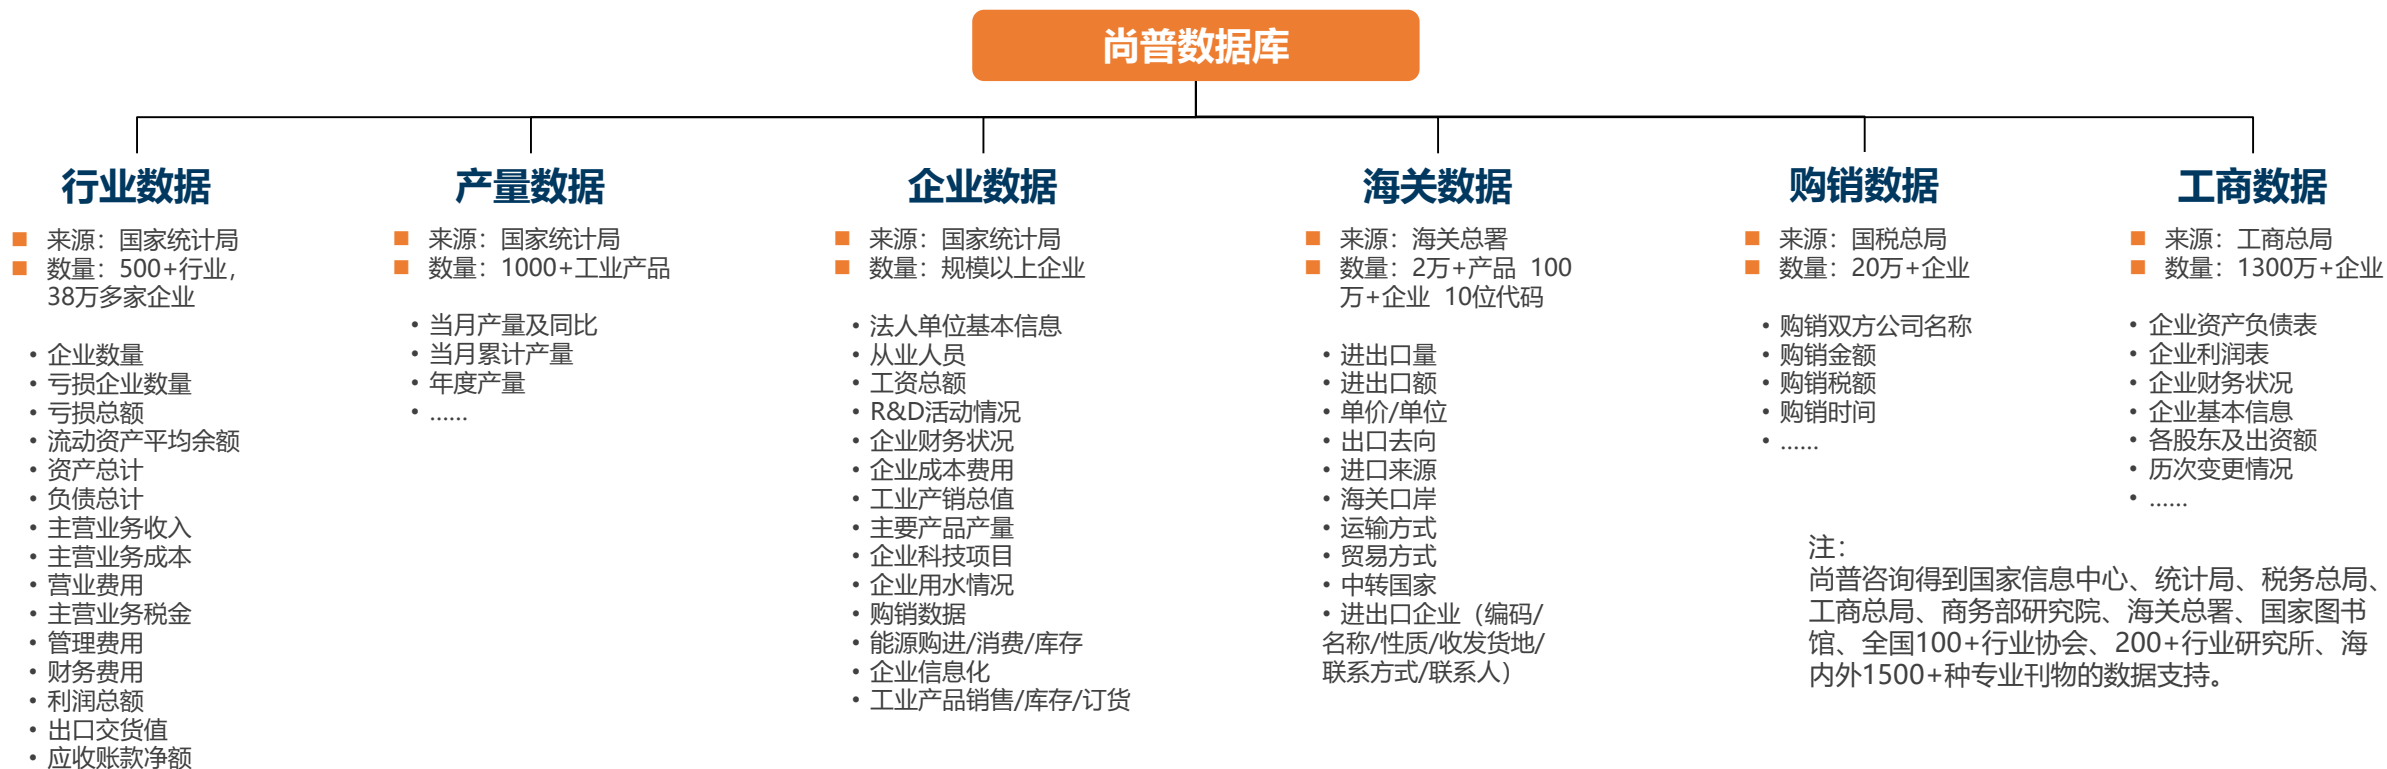 尚普数据库
行业数据
■ 来源：国家统计局
■ 数量：500+行业，
38万多家企业
• 企业数量
• 亏损企业数量
• 亏损总额
• 流动资产平均余额
• 资产总计
• 负债总计
• 主营业务收入
• 主营业务成本
• 营业费用
• 主营业务税金
• 管理费用
• 财务费用
• 利润总额
• 出口交货值
• 应收账款净额
产量数据
■ 来源：国家统计局
■ 数量：1000+工业产品
• 当月产量及同比
• 当月累计产量
• 年度产量
• ……
企业数据
■ 来源：国家统计局
■ 数量：规模以上企业
• 法人单位基本信息
• 从业人员
• 工资总额
• R&D活动情况
• 企业财务状况
• 企业成本费用
• 工业产销总值
• 主要产品产量
• 企业科技项目
• 企业用水情况
• 购销数据
• 能源购进/消费/库存
• 企业信息化
• 工业产品销售/库存/订货
海关数据
■ 来源：海关总署
■ 数量：2万+产品 100
万+企业 10位代码
• 进出口量
• 进出口额
• 单价/单位
• 出口去向
• 进口来源
• 海关口岸
• 运输方式
• 贸易方式
• 中转国家
• 进出口企业（编码/
名称/性质/收发货地/
联系方式/联系人）
购销数据
■ 来源：国税总局
■ 数量：20万+企业
• 购销双方公司名称
• 购销金额
• 购销税额
• 购销时间
• ……
工商数据
■ 来源：工商总局
■ 数量：1300万+企业
• 企业资产负债表
• 企业利润表
• 企业财务状况
• 企业基本信息
• 各股东及出资额
• 历次变更情况
• ……
注：
尚普咨询得到国家信息中心、统计局、税务总局、
工商总局、商务部研究院、海关总署、国家图书
馆、全国100+行业协会、200+行业研究所、海
内外1500+种专业刊物的数据支持。